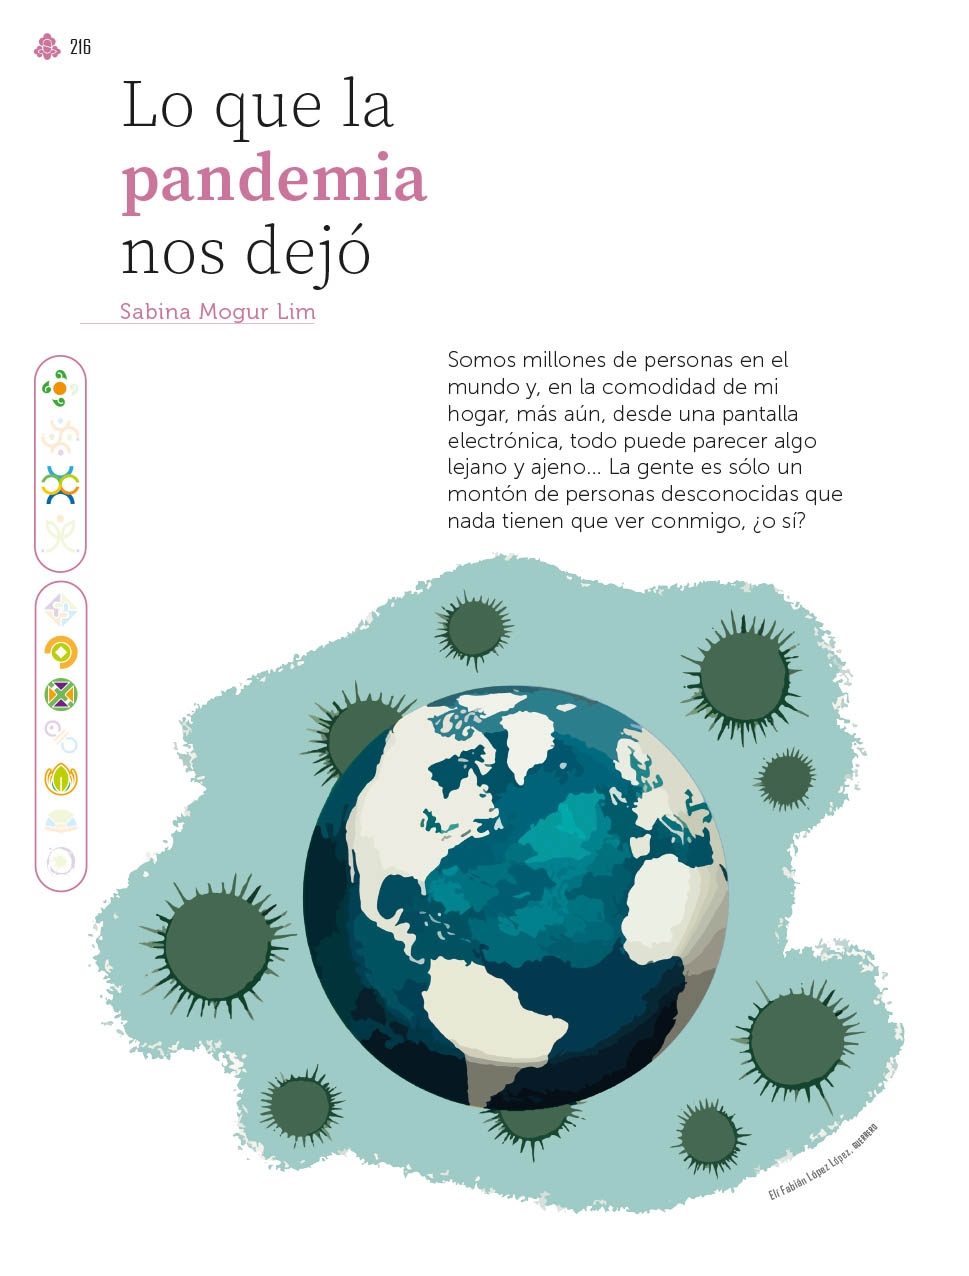 216
Lo que la
pandemia
nos dejó
Sabina Mogur Lim
Somos millones de personas en el
mundo y, en la comodidad de mi
hogar, más aún, desde una pantalla
electrónica, todo puede parecer algo
lejano y ajeno... La gente es sólo un
montón de personas desconocidas que
nada tienen que ver conmigo, ¿o sí?
Elí Fabián López López, GUERRERO